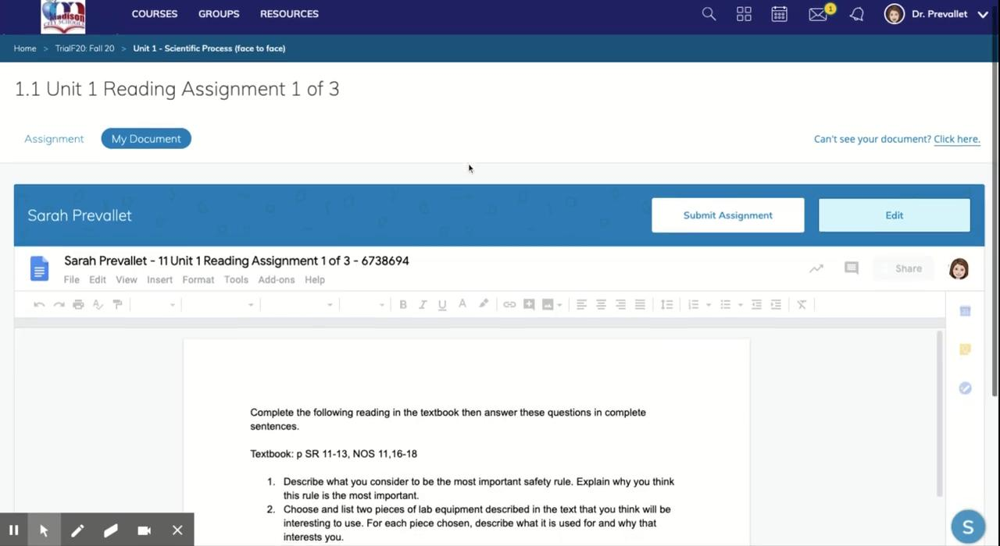 Madison
CITY SCHOOLS
COURSES GROUPS RESOURCES
1
Dr. Prevallet
Home > TrialF20: Fall 20 > Unit 1 - Scientific Process (face to face)
1.1 Unit 1 Reading Assignment 1 of 3
Assignment My Document
Can't see your document? Click here.
Sarah Prevallet
Submit Assignment Edit
Sarah Prevallet - 11 Unit 1 Reading Assignment 1 of 3 - 6738694
File Edit View Insert Format Tools Add-ons Help
Share
B I U A
Complete the following reading in the textbook then answer these questions in complete
sentences.
Textbook: p SR 11-13, NOS 11,16-18
1. Describe what you consider to be the most important safety rule. Explain why you think
this rule is the most important.
2. Choose and list two pieces of lab equipment described in the text that you think will be
interesting to use. For each piece chosen, describe what it is used for and why that
interests you.
S